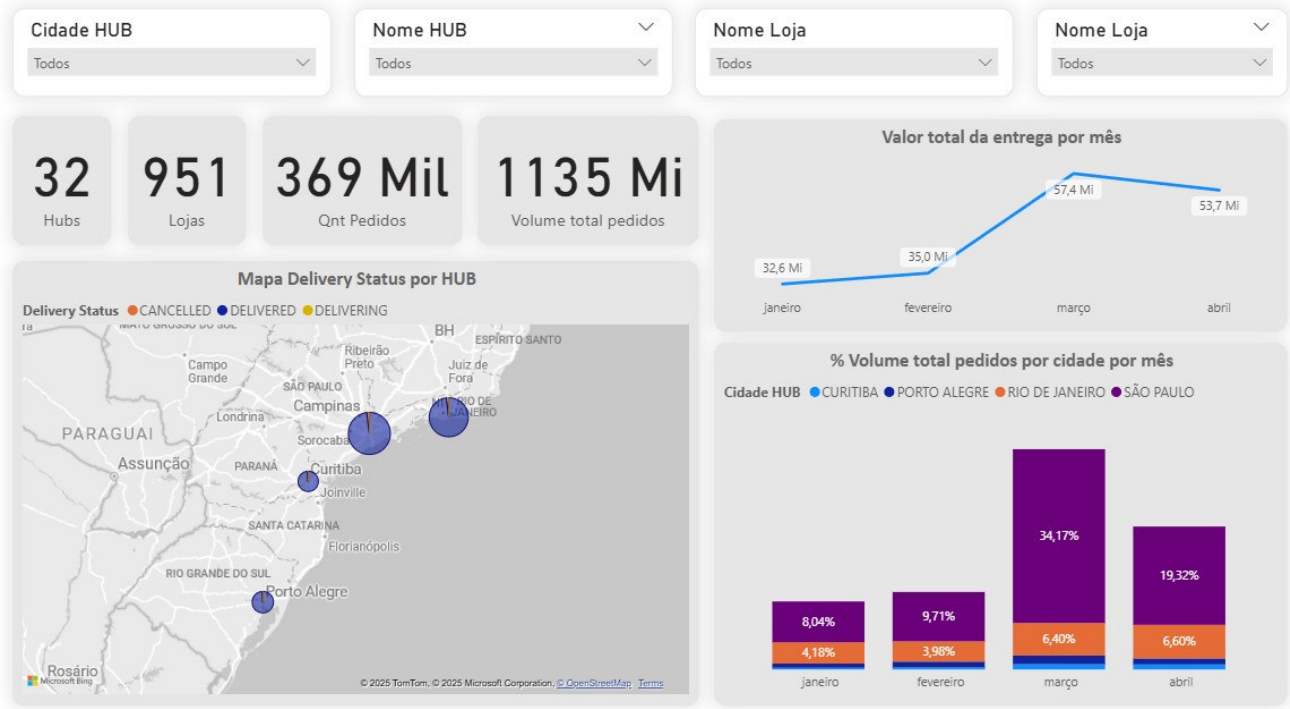 Cidade HUB
Todos
Nome HUB
Todos
Nome Loja
Todos
Nome Loja
Todos
32
Hubs
951
Lojas
369 Mil
Qnt Pedidos
1135 Mi
Volume total pedidos
Valor total da entrega por mês
32,6 Mi
35,0 Mi
57,4 Mi
53,7 Mi
janeiro
fevereiro
março
abril
Mapa Delivery Status por HUB
Delivery Status CANCELLED DELIVERED DELIVERING
MATO GROSSO DO SUL
BH
ESPÍRITO SANTO
Ribeirão
Preto
Campo
Grande
Juiz de
Fora
SÃO PAULO
Campinas
RIO DE
JANEIRO
Londrina
PARAGUAI
Sorocaba
Assunção
PARANÁ
Curitiba
Joinville
SANTA CATARINA
Florianópolis
RIO GRANDE DO SUL
Porto Alegre
Rosário
Microsoft Bing
© 2025 TomTom, © 2025 Microsoft Corporation, © OpenStreetMap Terms
% Volume total pedidos por cidade por mês
Cidade HUB CURITIBA PORTO ALEGRE RIO DE JANEIRO SÃO PAULO
8,04%
4,18%
9,71%
3,98%
34,17%
6,40%
19,32%
6,60%
janeiro
fevereiro
março
abril